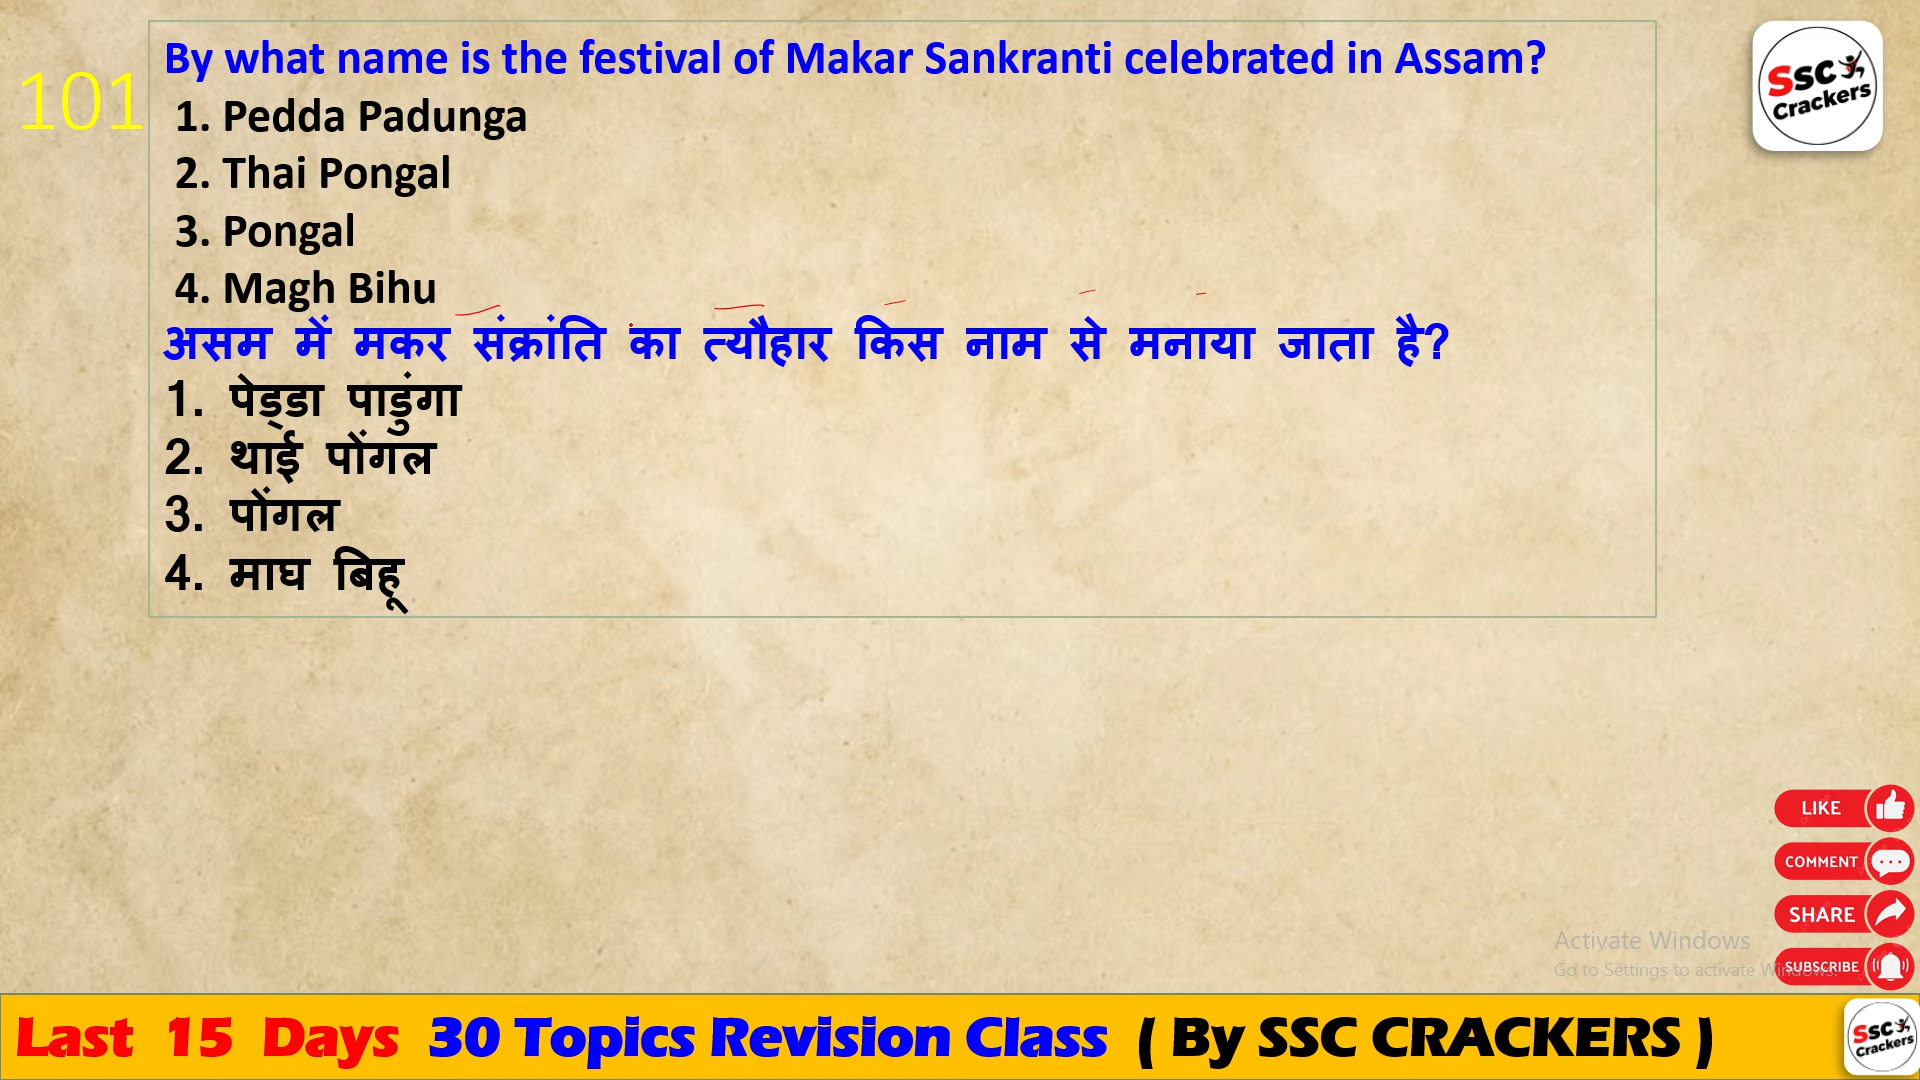 101
By what name is the festival of Makar Sankranti celebrated in Assam?
1. Pedda Padunga
2. Thai Pongal
3. Pongal
4. Magh Bihu
असम में मकर संक्रांति का त्यौहार किस नाम से मनाया जाता है?
1. पेड्डा पाडुंगा
2. थाई पोंगल
3. पोंगल
4. माघ बिहू
SSC
Crackers
LIKE
COMMENT
SHARE
SUBSCRIBE
Activate Windows
Go to Settings to activate Windows.
Last 15 Days 30 Topics Revision Class ( By SSC CRACKERS )
SSC
Crackers